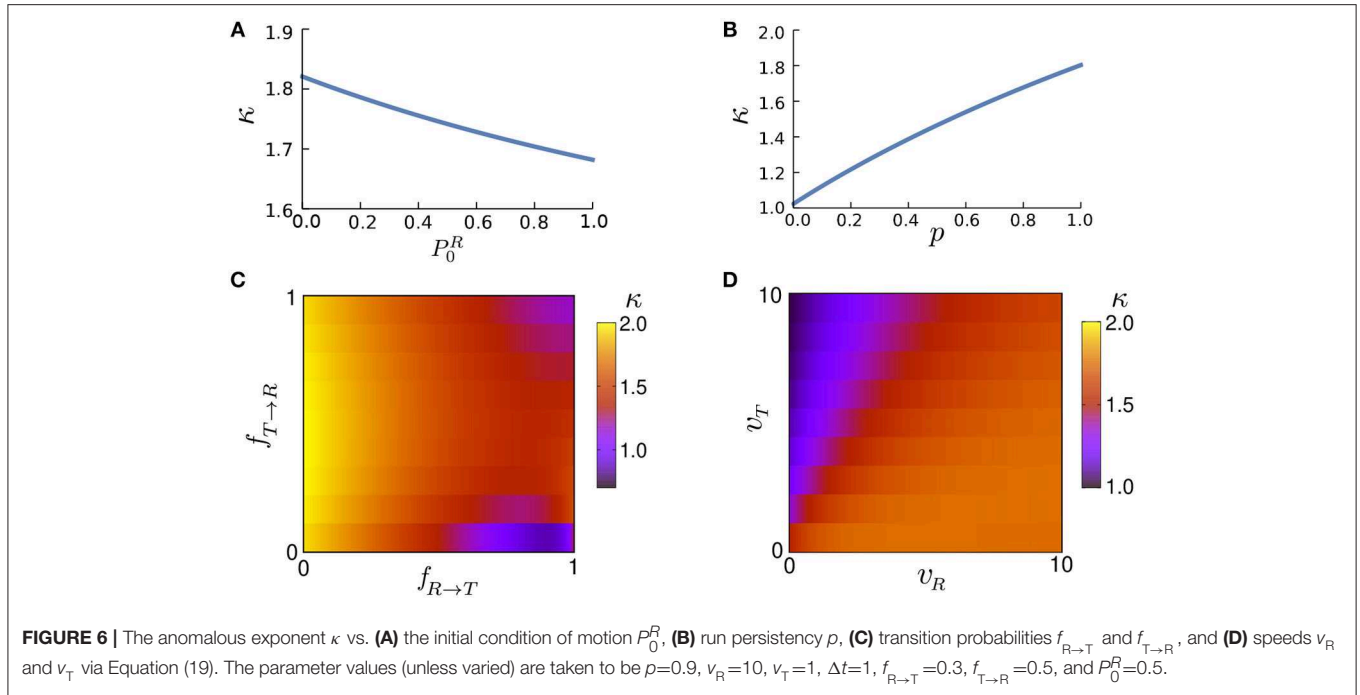 A
1.9
1.8
1.7
1.6
κ
0.0 0.2 0.4 0.6 0.8 1.0
P_0^R
B
2.0
1.8
1.6
1.4
1.2
1.0
κ
0.0 0.2 0.4 0.6 0.8 1.0
p
C
1
f_{T→R}
0
0 1
f_{R→T}
κ
2.0
1.5
1.0
D
10
v_T
0
0 10
v_R
κ
2.0
1.5
1.0
FIGURE 6 | The anomalous exponent κ vs. (A) the initial condition of motion P_0^R, (B) run persistency p, (C) transition probabilities f_{R→T} and f_{T→R}, and (D) speeds v_R
and v_T via Equation (19). The parameter values (unless varied) are taken to be p=0.9, v_R=10, v_T=1, Δt=1, f_{R→T}=0.3, f_{T→R}=0.5, and P_0^R=0.5.